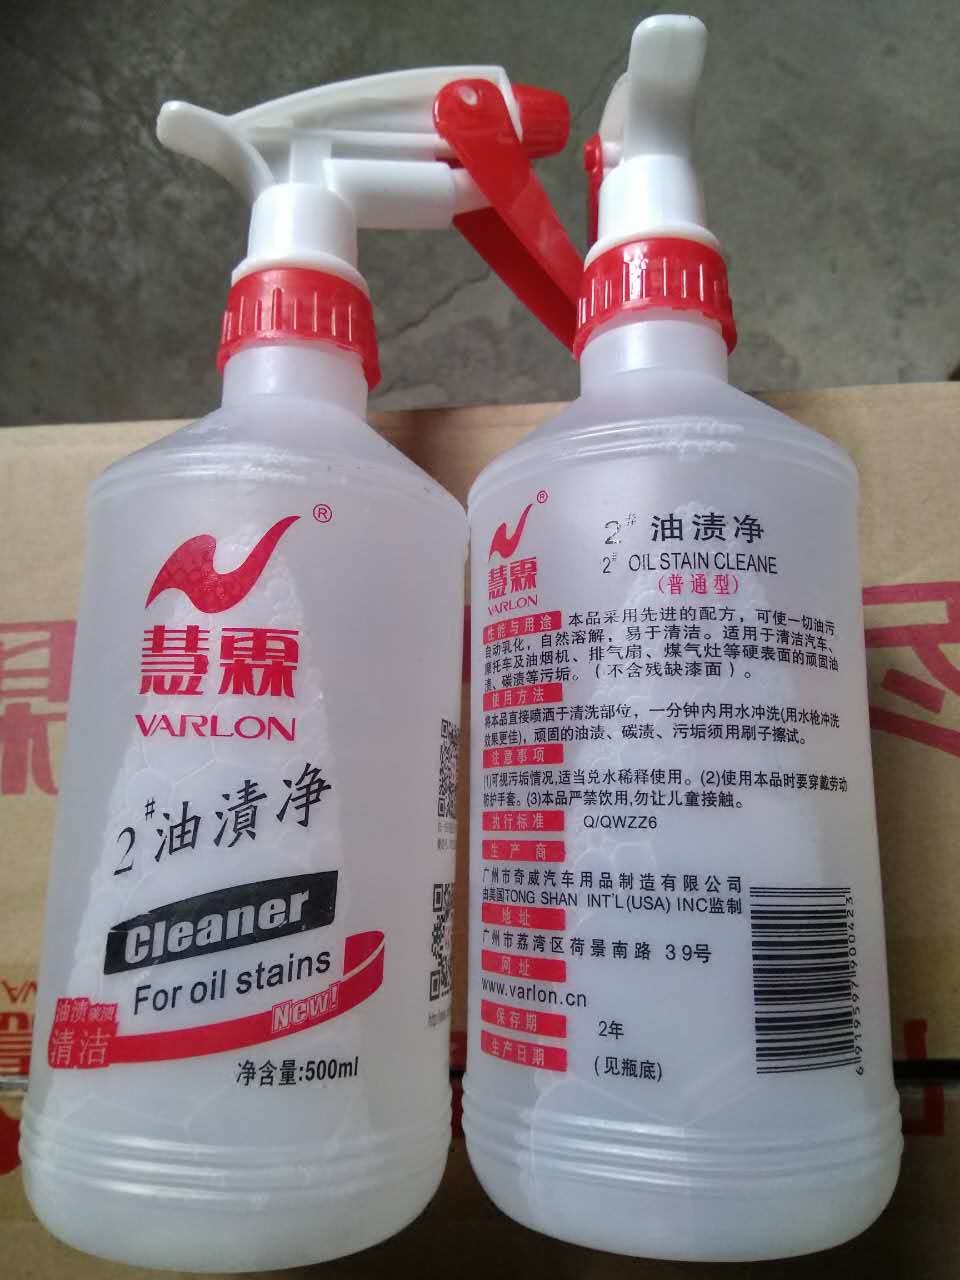 ®
慧霖
VARLON
2# 油漬净
Cleaner
For oil stains
New!
油渍
清洁
净含量:500ml
®
慧霖
VARLON
2# 油渍净
2# OIL STAIN CLEANE
(普通型)
性能与用途 本品采用先进的配方，可使一切油污
自动乳化，自然溶解，易于清洁。适用于清洁汽车、
摩托车及油烟机、排气扇、煤气灶等硬表面的顽固油
渍、碳渍等污垢。（不含残缺漆面）。
使用方法
将本品直接喷洒于清洗部位，一分钟内用水冲洗(用水枪冲洗
效果更佳)，顽固的油渍、碳渍、污垢须用刷子擦试。
注意事项
(1)可视污垢情况,适当兑水稀释使用。(2)使用本品时要穿戴劳动
防护手套。(3)本品严禁饮用,勿让儿童接触。
执行标准 Q/QWZZ6
生产商
广州市奇威汽车用品制造有限公司
由美国TONG SHAN INT'L(USA) INC监制
地址
广州市荔湾区荷景南路 39号
网址
www.varlon.cn
保存期 2年
生产日期 (见瓶底)
6919597900423